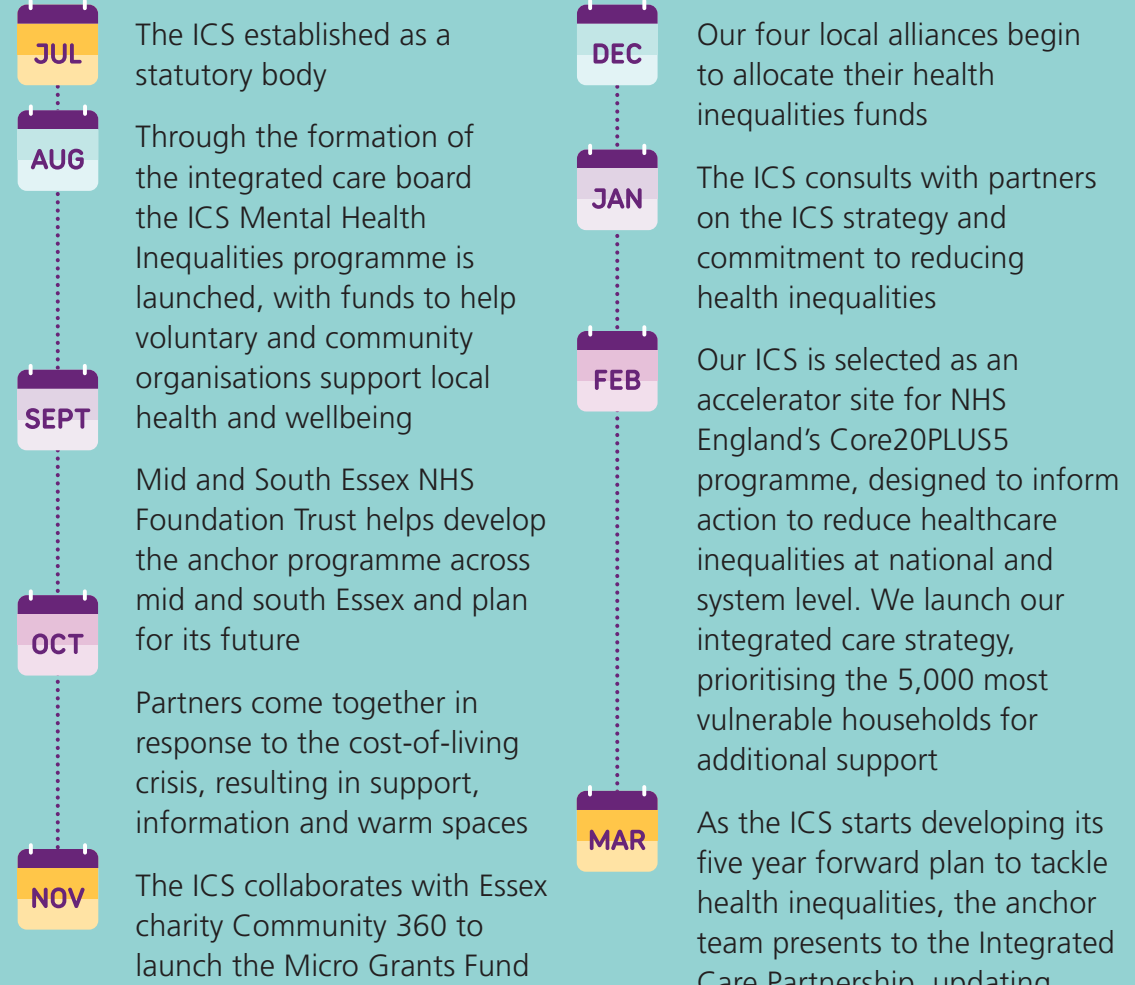 JUL
The ICS established as a
statutory body
AUG
Through the formation of
the integrated care board
the ICS Mental Health
Inequalities programme is
launched, with funds to help
voluntary and community
organisations support local
health and wellbeing
SEPT
Mid and South Essex NHS
Foundation Trust helps develop
the anchor programme across
mid and south Essex and plan
for its future
OCT
Partners come together in
response to the cost-of-living
crisis, resulting in support,
information and warm spaces
NOV
The ICS collaborates with Essex
charity Community 360 to
launch the Micro Grants Fund
DEC
Our four local alliances begin
to allocate their health
inequalities funds
JAN
The ICS consults with partners
on the ICS strategy and
commitment to reducing
health inequalities
FEB
Our ICS is selected as an
accelerator site for NHS
England’s Core20PLUS5
programme, designed to inform
action to reduce healthcare
inequalities at national and
system level. We launch our
integrated care strategy,
prioritising the 5,000 most
vulnerable households for
additional support
MAR
As the ICS starts developing its
five year forward plan to tackle
health inequalities, the anchor
team presents to the Integrated
Care Partnership, updating